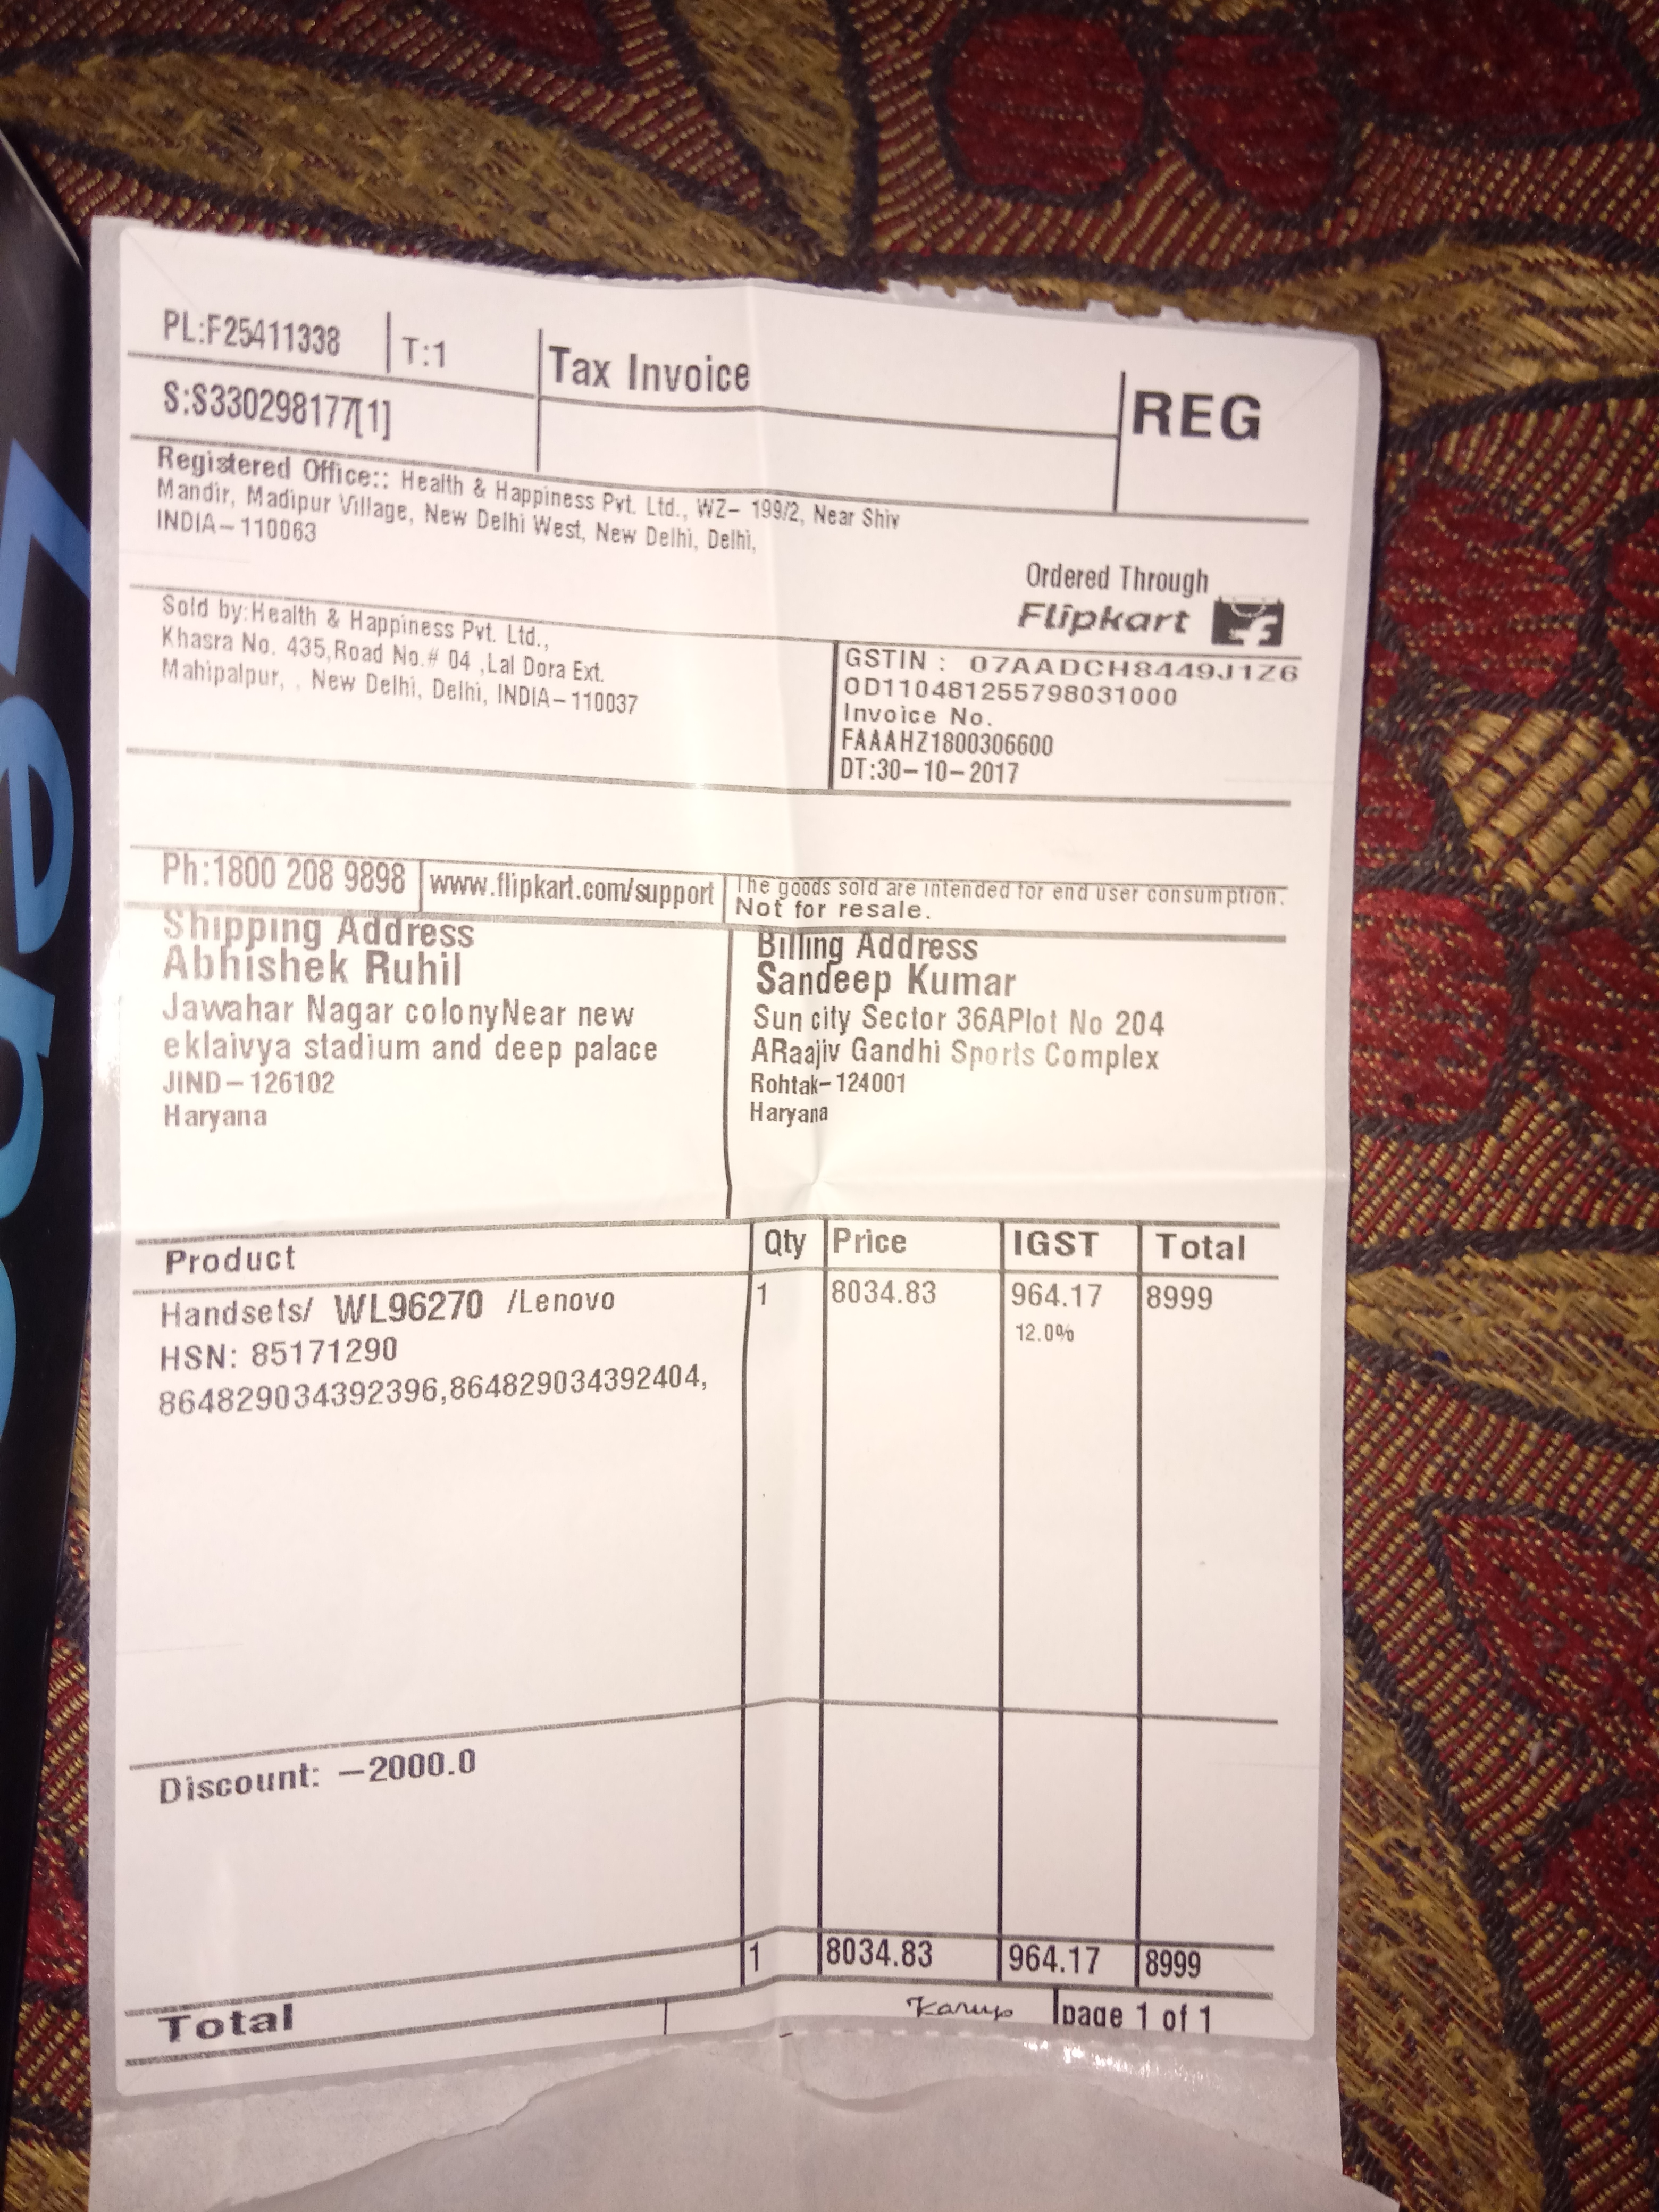 PL:F25411338 T:1 Tax Invoice REG
S:S330298177[1]
Registered Office:: Health & Happiness Pvt. Ltd., WZ- 199/2, Near Shiv
Mandir, Madipur Village, New Delhi West, New Delhi, Delhi,
INDIA-110063
Ordered Through
Flipkart
Sold by:Health & Happiness Pvt. Ltd.,
Khasra No. 435,Road No.# 04 ,Lal Dora Ext.
Mahipalpur, . New Delhi, Delhi, INDIA-110037
GSTIN : 07AADCH8449J1Z6
OD110481255798031000
Invoice No.
FAAAHZ1800306600
DT:30-10-2017
Ph:1800 208 9898 www.flipkart.com/support
The goods sold are intended for end user consumption.
Not for resale.
Shipping Address
Abhishek Ruhil
Jawahar Nagar colonyNear new
eklaivya stadium and deep palace
JIND-126102
Haryana
Billing Address
Sandeep Kumar
Sun city Sector 36APlot No 204
ARaajiv Gandhi Sports Complex
Rohtak-124001
Haryana
Product Qty Price IGST Total
Handsets/ WL96270 /Lenovo 1 8034.83 964.17 8999
HSN: 85171290 12.0%
864829034392396,864829034392404,
Discount: -2000.0
1 8034.83 964.17 8999
Total
page 1 of 1